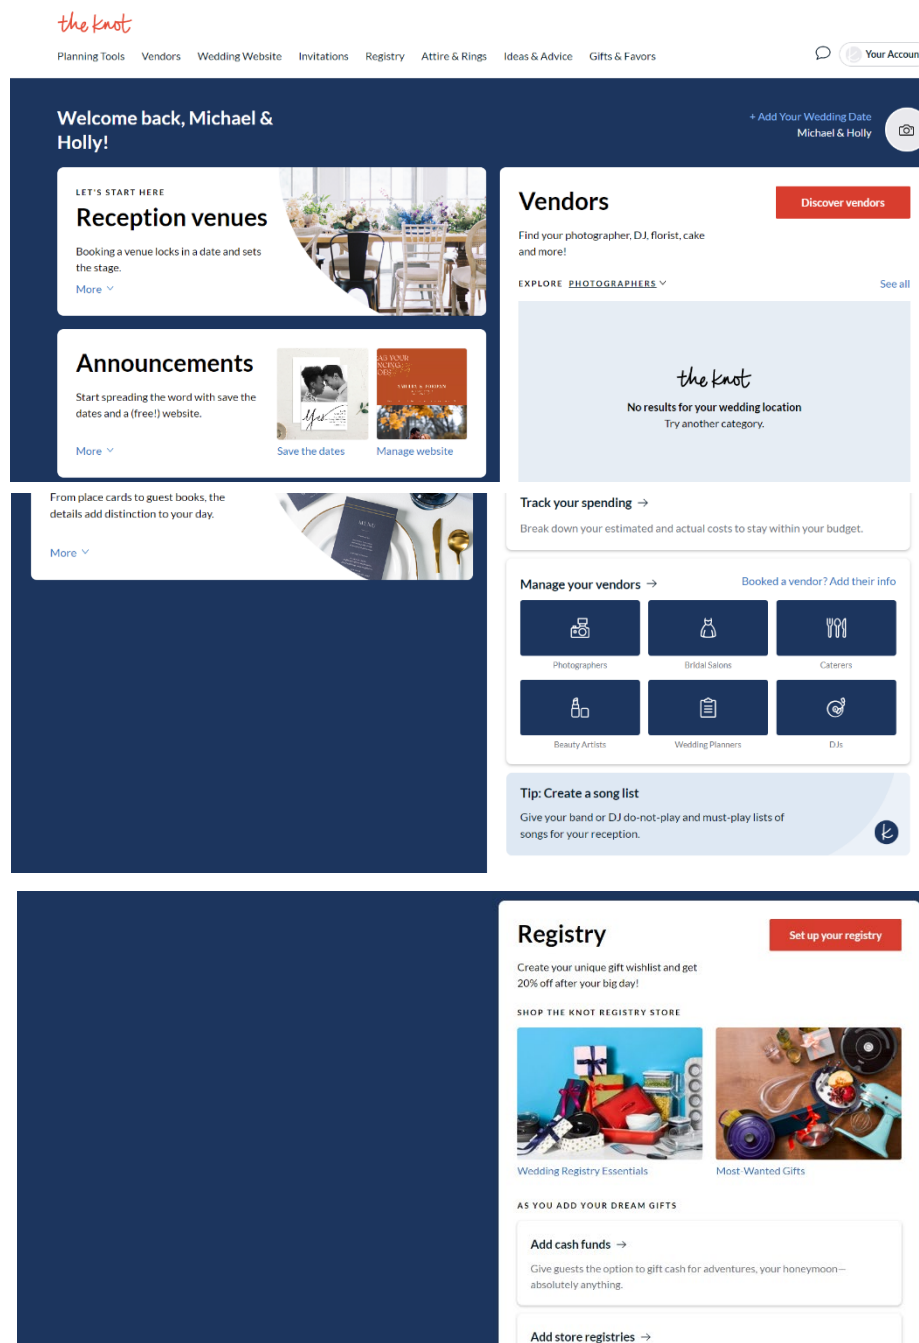 the knot
Planning Tools Vendors Wedding Website Invitations Registry Attire & Rings Ideas & Advice Gifts & Favors
Your Accoun
Welcome back, Michael &
Holly!
+ Add Your Wedding Date
Michael & Holly
LET'S START HERE
Reception venues
Booking a venue locks in a date and sets
the stage.
More
Announcements
Start spreading the word with save the
dates and a (free!) website.
More
Yes
Save the dates
Manage website
Vendors
Discover vendors
Find your photographer, DJ, florist, cake
and more!
EXPLORE PHOTOGRAPHERS
See all
the knot
No results for your wedding location
Try another category.
From place cards to guest books, the
details add distinction to your day.
More
MENU
Track your spending →
Break down your estimated and actual costs to stay within your budget.
Manage your vendors →
Booked a vendor? Add their info
Photographers Bridal Salons Caterers
Beauty Artists Wedding Planners DJs
Tip: Create a song list
Give your band or DJ do-not-play and must-play lists of
songs for your reception.
k
Registry
Set up your registry
Create your unique gift wishlist and get
20% off after your big day!
SHOP THE KNOT REGISTRY STORE
Wedding Registry Essentials
Most-Wanted Gifts
AS YOU ADD YOUR DREAM GIFTS
Add cash funds →
Give guests the option to gift cash for adventures, your honeymoon—
absolutely anything.
Add store registries →